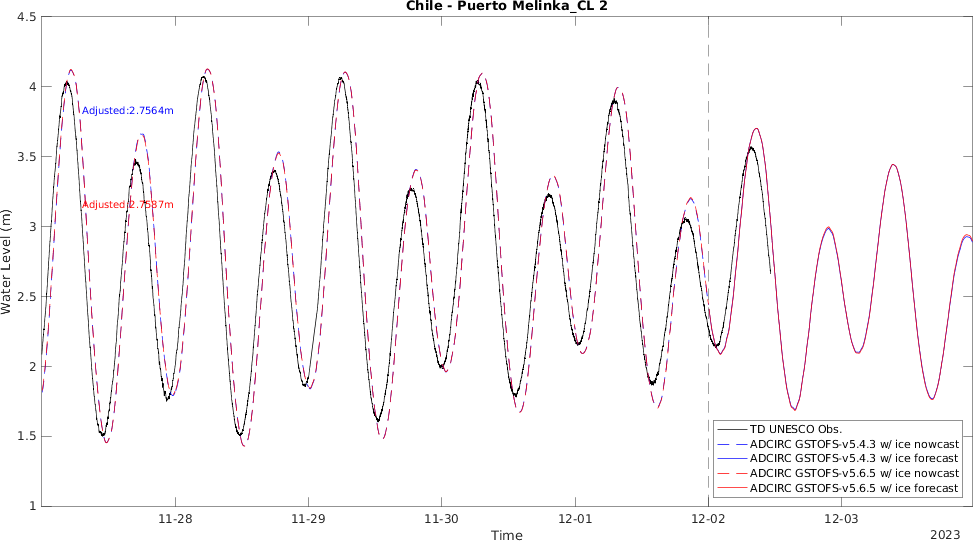 Chile - Puerto Melinka_CL 2
4.5
4
3.5
3
2.5
2
1.5
1
Water Level (m)
Adjusted:2.7564m
Adjusted:2.7587m
11-28
11-29
11-30
12-01
12-02
12-03
Time
2023
TD UNESCO Obs.
ADCIRC GSTOFS-v5.4.3 w/ ice nowcast
ADCIRC GSTOFS-v5.4.3 w/ ice forecast
ADCIRC GSTOFS-v5.6.5 w/ ice nowcast
ADCIRC GSTOFS-v5.6.5 w/ ice forecast